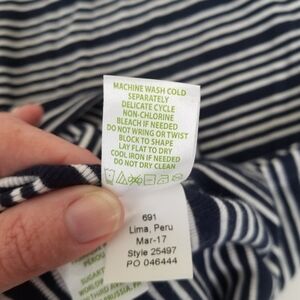 MACHINE WASH COLD
SEPARATELY
DELICATE CYCLE
NON-CHLORINE
BLEACH IF NEEDED
DO NOT WRING OR TWIST
BLOCK TO SHAPE
LAY FLAT TO DRY
COOL IRON IF NEEDED
DO NOT DRY CLEAN
691
Lima, Peru
Mar-17
Style 25497
PO 046444